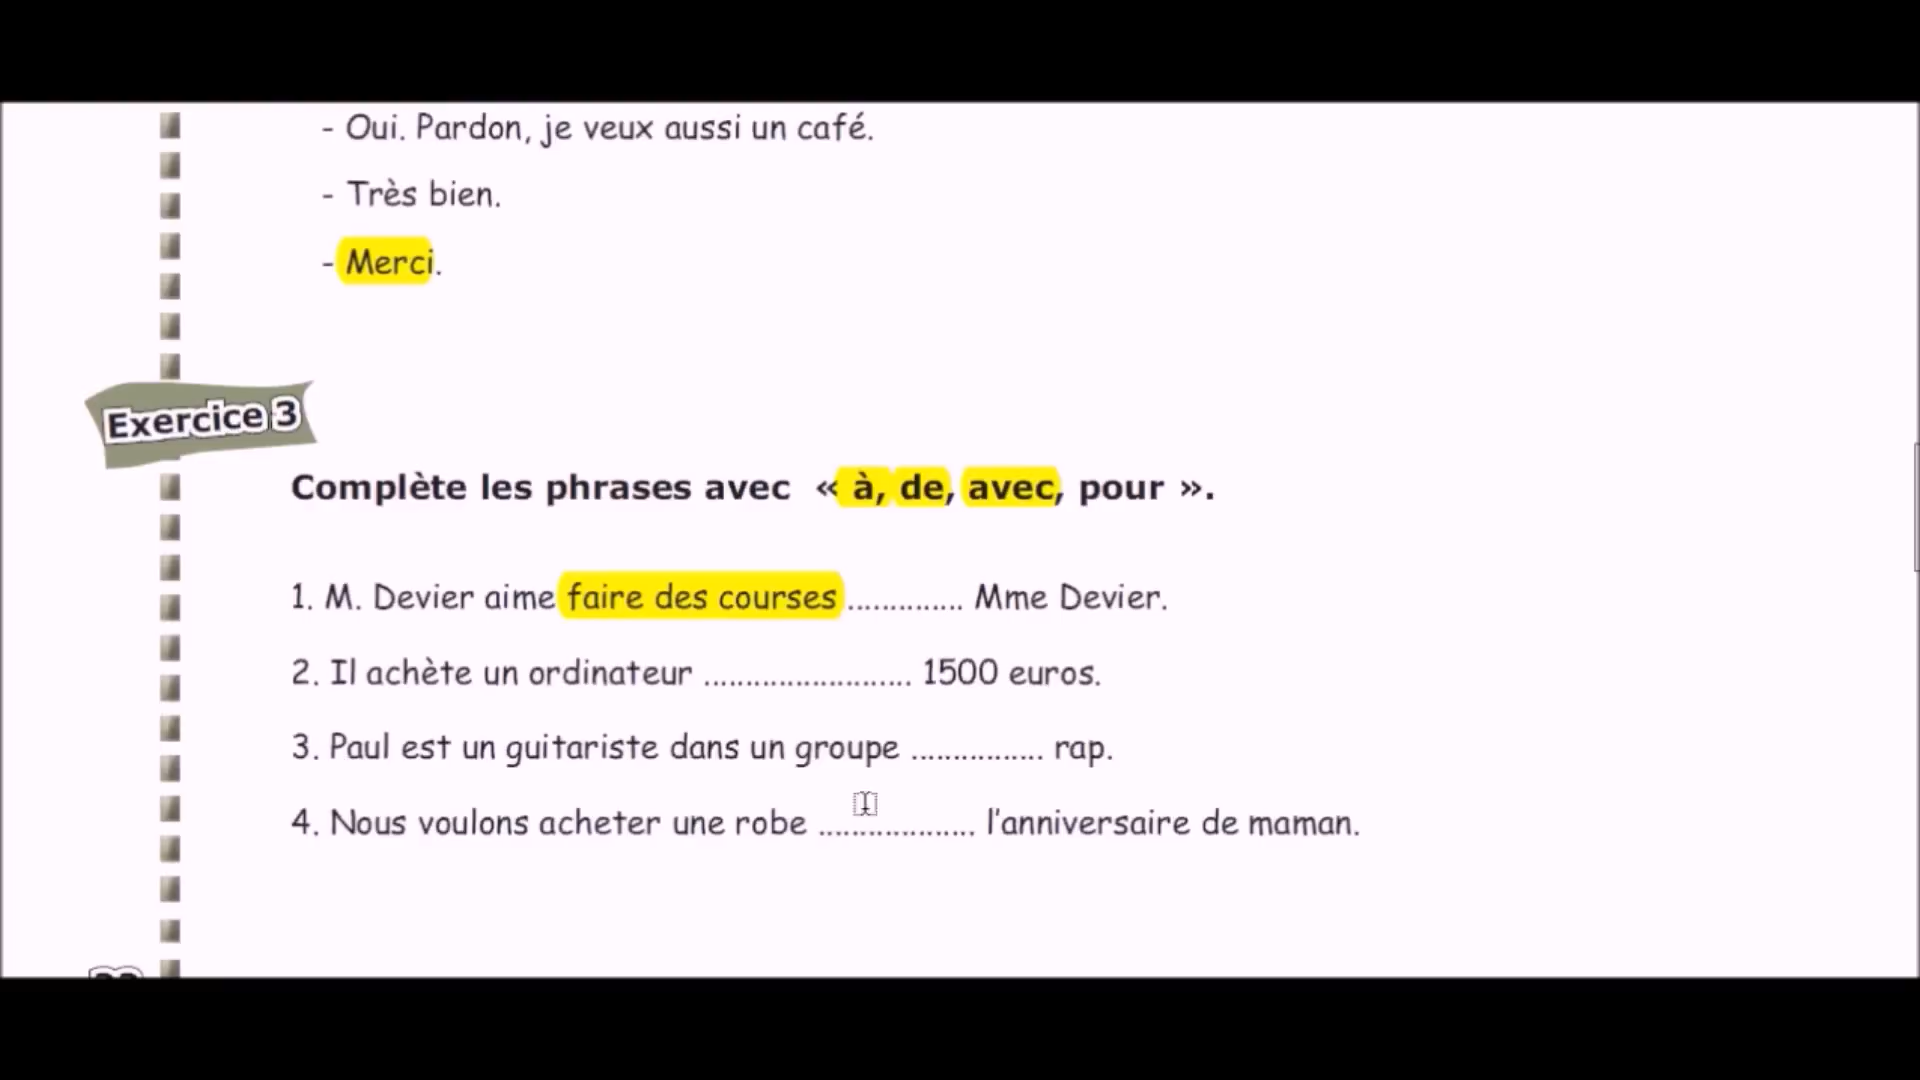 - Oui. Pardon, je veux aussi un café.
- Très bien.
- Merci.
Exercice 3
Complète les phrases avec « à, de, avec, pour ».
1. M. Devier aime faire des courses .............. Mme Devier.
2. Il achète un ordinateur ......................... 1500 euros.
3. Paul est un guitariste dans un groupe ................ rap.
4. Nous voulons acheter une robe ................... l'anniversaire de maman.